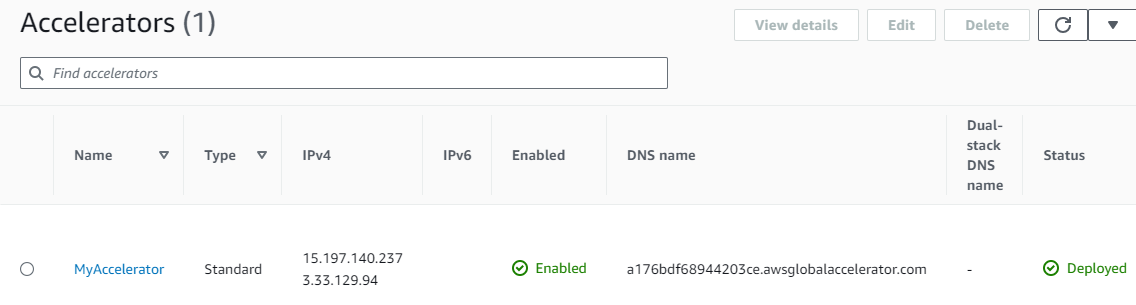 Accelerators (1)
View details
Edit
Delete
Find accelerators
Name
Type
IPv4
IPv6
Enabled
DNS name
Dual-
stack
DNS
name
Status
MyAccelerator
Standard
15.197.140.237
3.33.129.94
Enabled
a176bdf68944203ce.awsglobalaccelerator.com
-
Deployed